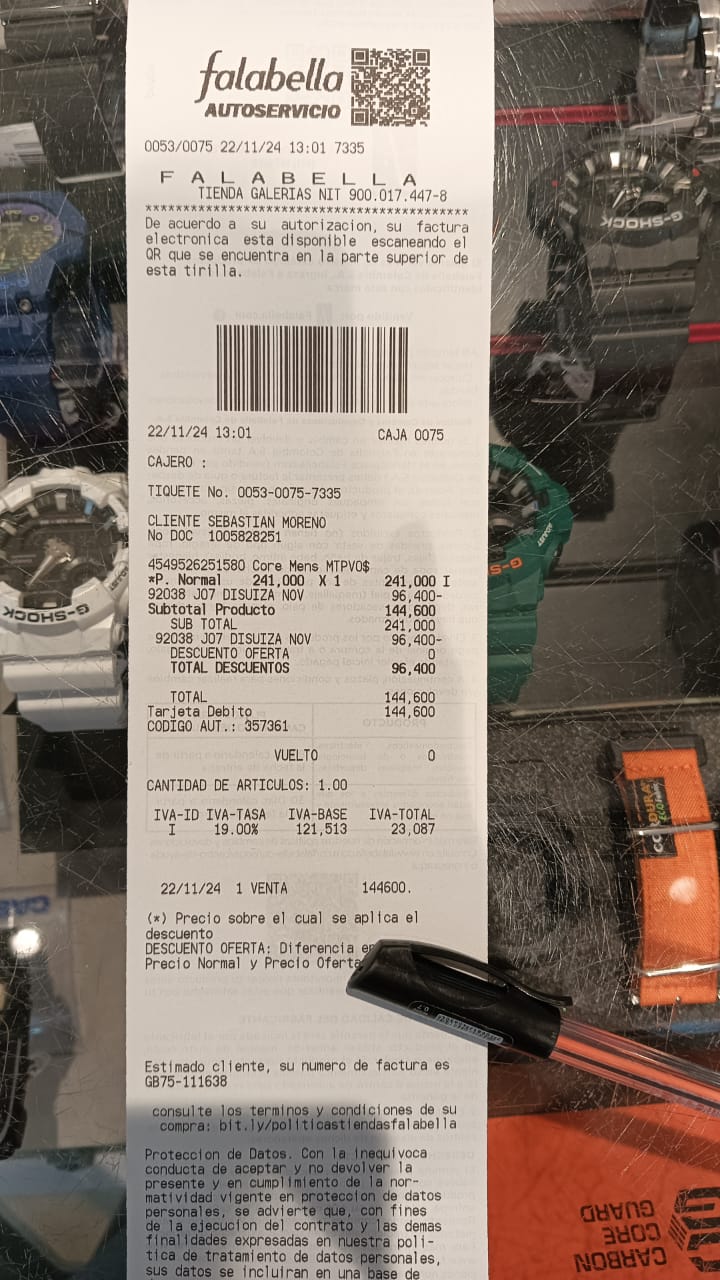 falabella
AUTOSERVICIO
0053/0075 22/11/24 13:01 7335
F A L A B E L L A
TIENDA GALERIAS NIT 900.017.447-8
******************************************
De acuerdo a su autorizacion, su factura
electronica esta disponible escaneando el
QR que se encuentra en la parte superior de
esta tirilla.
22/11/24 13:01 CAJA 0075
CAJERO :
TIQUETE No. 0053-0075-7335
CLIENTE SEBASTIAN MORENO
No DOC 1005828251
4549526251580 Core Mens MTPVO$
*P. Normal 241,000 X 1 241,000 I
92038 J07 DISUIZA NOV 96,400-
Subtotal Producto 144,600
SUB TOTAL 241,000
92038 J07 DISUIZA NOV 96,400-
DESCUENTO OFERTA 0
TOTAL DESCUENTOS 96,400
TOTAL 144,600
Tarjeta Debito 144,600
CODIGO AUT.: 357361
VUELTO 0
CANTIDAD DE ARTICULOS: 1.00
IVA-ID IVA-TASA IVA-BASE IVA-TOTAL
I 19.00% 121,513 23,087
22/11/24 1 VENTA 144600.
(*) Precio sobre el cual se aplica el
descuento
DESCUENTO OFERTA: Diferencia
Precio Normal y Precio Oferta
Estimado cliente, su numero de factura es
GB75-111638
consulte los terminos y condiciones de su
compra: bit.ly/politicastiendasfalabella
Proteccion de Datos. Con la inequivoca
conducta de aceptar y no devolver la
presente y en cumplimiento de la nor-
matividad vigente en proteccion de datos
personales, se advierte que, con fines
de la ejecucion del contrato y las demas
finalidades expresadas en nuestra poli-
tica de tratamiento de datos personales,
sus datos se incluiran en una base de
G-SHOCK
G-SHOCK
G-S
ADJUST
CASIO
CORDURA
ECO
CARBON
CORE
GUARD